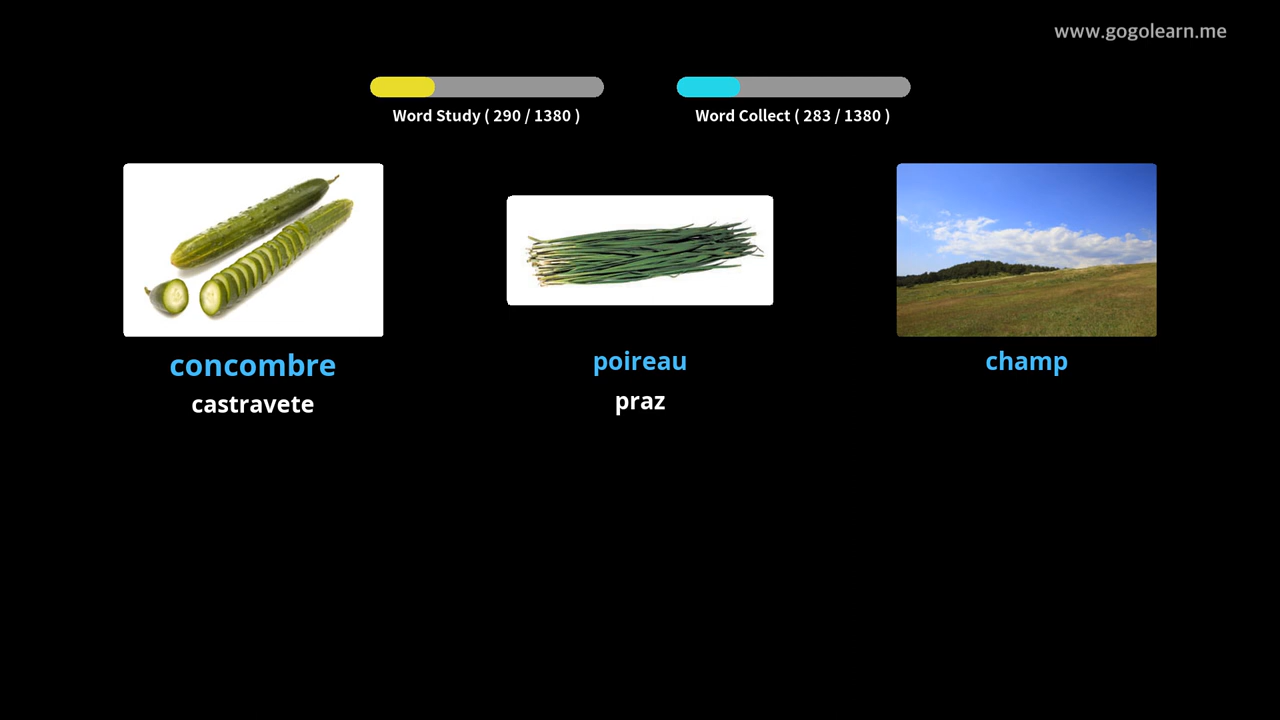 www.gogolearn.me
Word Study ( 290 / 1380 )
Word Collect ( 283 / 1380 )
concombre
castravete
poireau
praz
champ